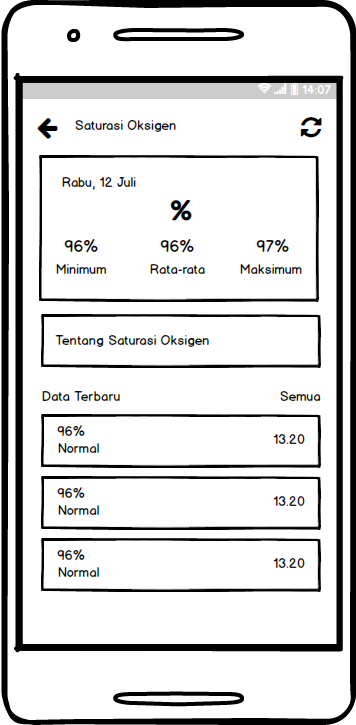 14:07
Saturasi Oksigen
Rabu, 12 Juli
%
96% 96% 97%
Minimum Rata-rata Maksimum
Tentang Saturasi Oksigen
Data Terbaru Semua
96%
Normal 13.20
96%
Normal 13.20
96%
Normal 13.20